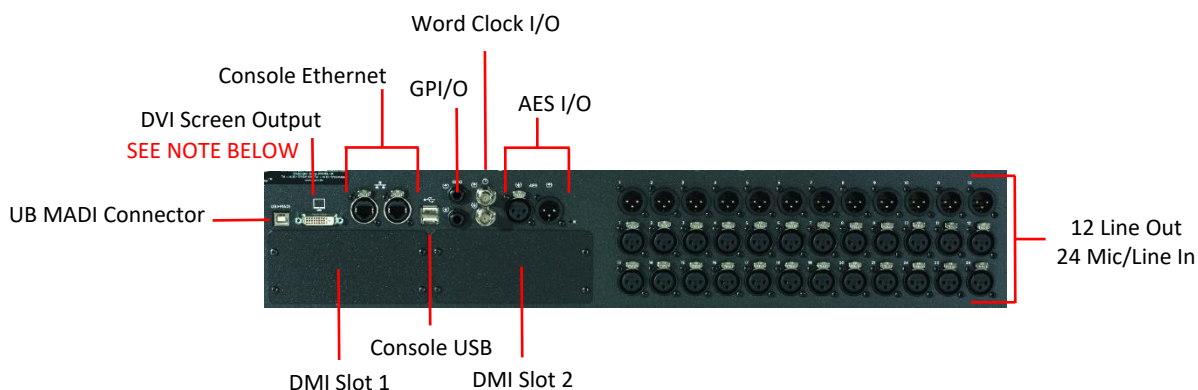 Word Clock I/O
Console Ethernet
GPI/O
AES I/O
DVI Screen Output
SEE NOTE BELOW
UB MADI Connector
12 Line Out
24 Mic/Line In
Console USB
DMI Slot 1
DMI Slot 2